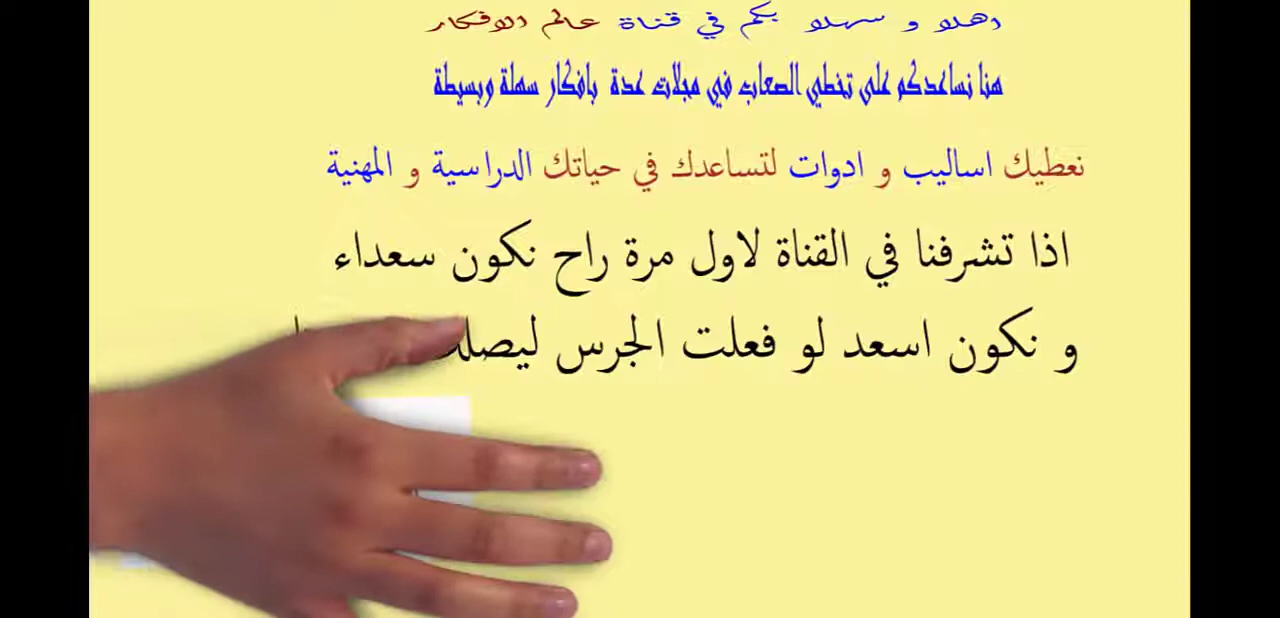 اهلا و سهلا بكم في قناة عالم الافكار
هنا نساعدكم على تخطي الصعاب في مجلات عدة بافكار سهلة وبسيطة
نعطيك اساليب و ادوات لتساعدك في حياتك الدراسية و المهنية
اذا تشرفنا في القناة لاول مرة راح نكون سعداء
و نكون اسعد لو فعلت الجرس